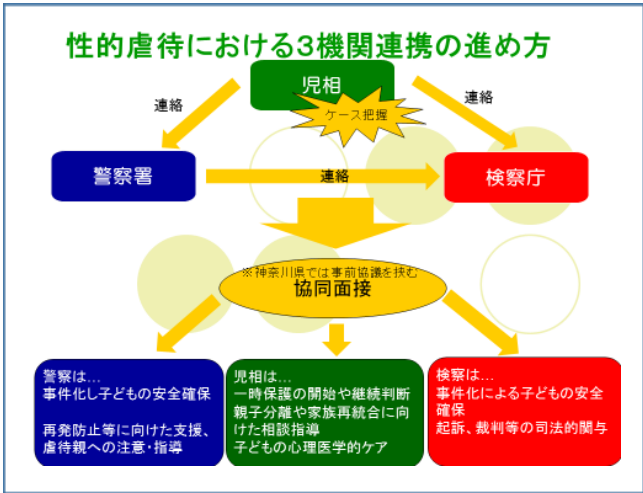 性的虐待における3機関連携の進め方
児相
ケース把握
連絡
連絡
警察署
連絡
検察庁
※神奈川県では事前協議を挟む
協同面接
警察は…
事件化し子どもの安全確保
再発防止等に向けた支援、
虐待親への注意・指導
児相は…
一時保護の開始や継続判断
親子分離や家族再統合に向
けた相談指導
子どもの心理医学的ケア
検察は…
事件化による子どもの安全
確保
起訴、裁判等の司法的関与